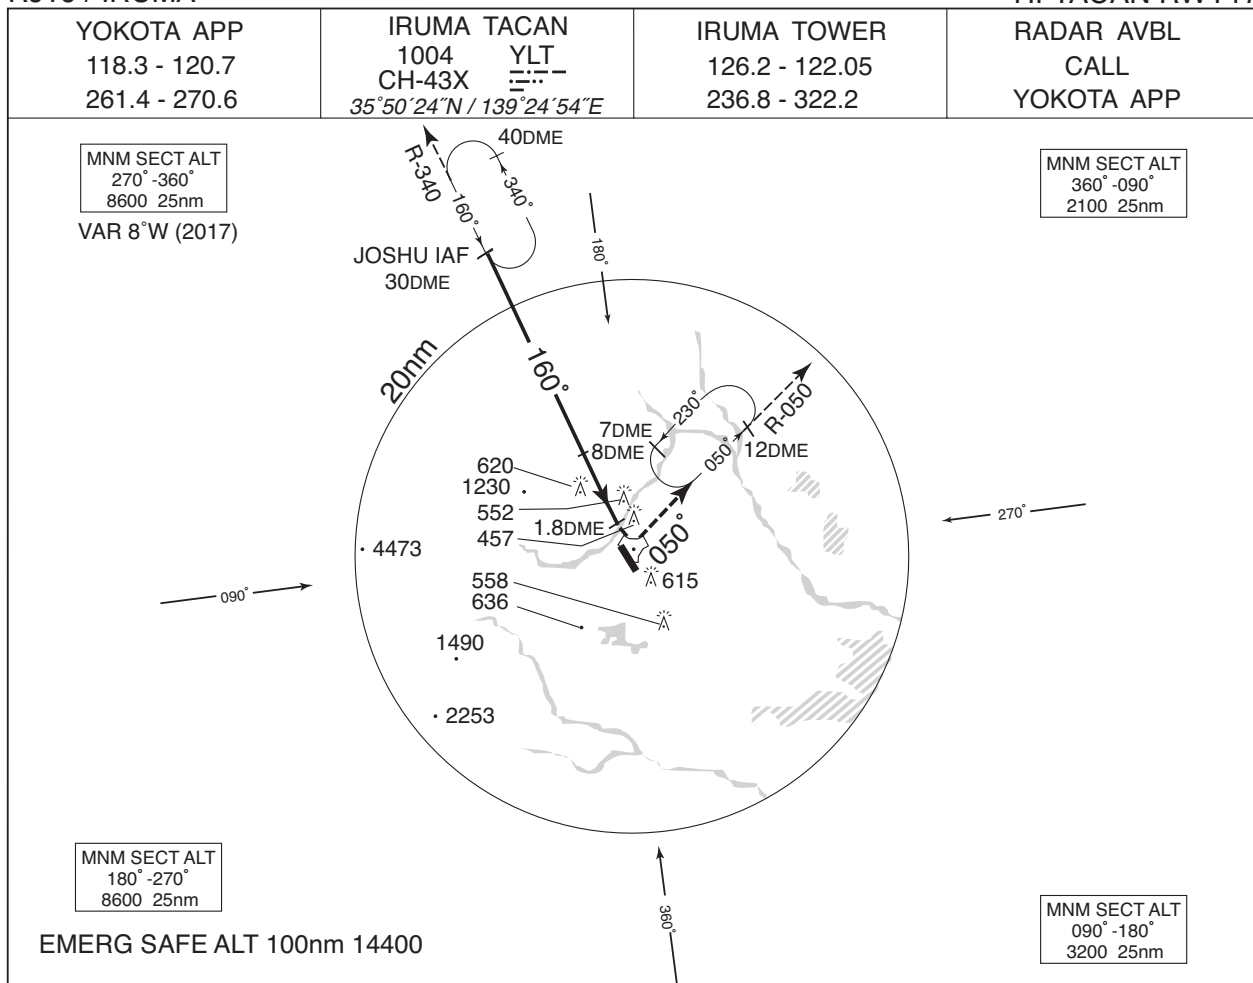 YOKOTA APP
118.3 - 120.7
261.4 - 270.6
IRUMA TACAN
1004 YLT
CH-43X
35°50´24˝N / 139°24´54˝E
IRUMA TOWER
126.2 - 122.05
236.8 - 322.2
RADAR AVBL
CALL
YOKOTA APP
MNM SECT ALT
270°-360°
8600 25nm
VAR 8°W (2017)
MNM SECT ALT
360°-090°
2100 25nm
40DME
R-340
340°
160°
JOSHU IAF
30DME
180°
20nm
160°
230°
R-050
7DME
8DME
050°
12DME
620
1230
552
1.8DME
457
050°
270°
4473
615
558
636
090°
1490
2253
MNM SECT ALT
180°-270°
8600 25nm
360°
MNM SECT ALT
090°-180°
3200 25nm
EMERG SAFE ALT 100nm 14400